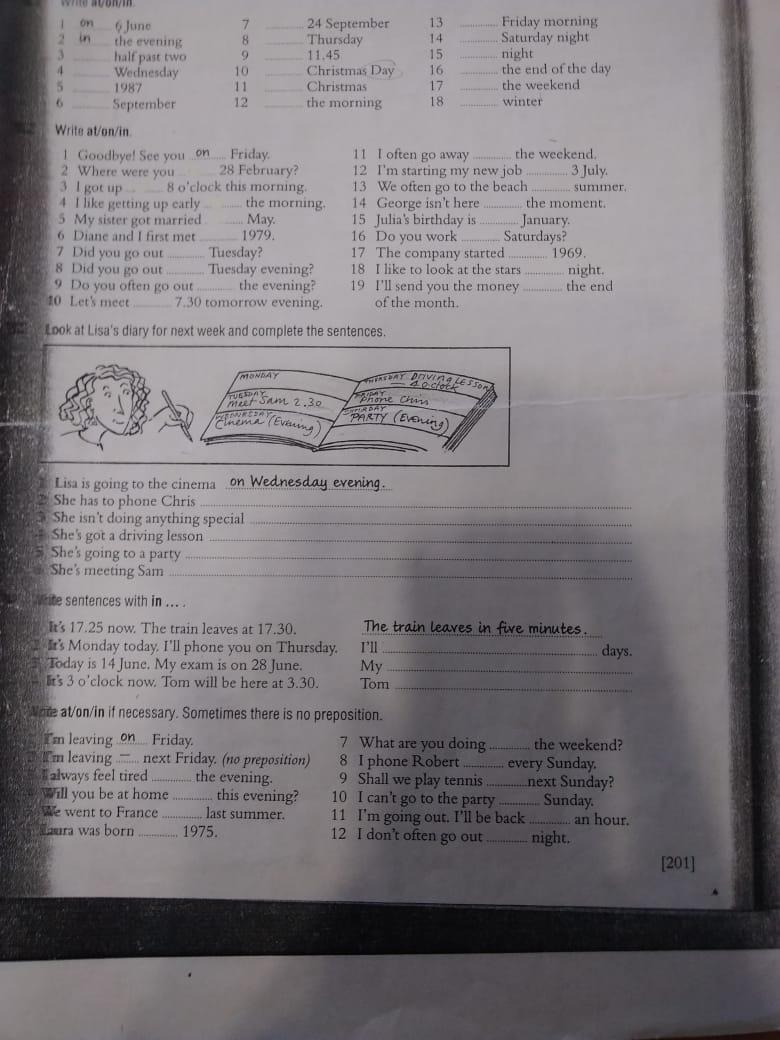 Write at/on/in.
1 on 6 June 7 ........ 24 September 13 ........ Friday morning
2 in the evening 8 ........ Thursday 14 ........ Saturday night
3 ........ half past two 9 ........ 11.45 15 ........ night
4 ........ Wednesday 10 ........ Christmas Day 16 ........ the end of the day
5 ........ 1987 11 ........ Christmas 17 ........ the weekend
6 ........ September 12 ........ the morning 18 ........ winter
Write at/on/in.
1 Goodbye! See you ..on.. Friday.
2 Where were you ........ 28 February?
3 I got up ........ 8 o'clock this morning.
4 I like getting up early ........ the morning.
5 My sister got married ........ May.
6 Diane and I first met ........ 1979.
7 Did you go out ........ Tuesday?
8 Did you go out ........ Tuesday evening?
9 Do you often go out ........ the evening?
10 Let's meet ........ 7.30 tomorrow evening.
11 I often go away ........ the weekend.
12 I'm starting my new job ........ 3 July.
13 We often go to the beach ........ summer.
14 George isn't here ........ the moment.
15 Julia's birthday is ........ January.
16 Do you work ........ Saturdays?
17 The company started ........ 1969.
18 I like to look at the stars ........ night.
19 I'll send you the money ........ the end
of the month.
Look at Lisa's diary for next week and complete the sentences.
MONDAY
TUESDAY
Meet Sam 2.30
WEDNESDAY
Cinema (Evening)
THURSDAY DRIVING LESSON
4 o'clock
FRIDAY
Phone Chris
SATURDAY
PARTY (Evening)
1 Lisa is going to the cinema on Wednesday evening.
2 She has to phone Chris ........
3 She isn't doing anything special ........
4 She's got a driving lesson ........
5 She's going to a party ........
She's meeting Sam ........
Write sentences with in ... .
It's 17.25 now. The train leaves at 17.30. The train leaves in five minutes.
2 It's Monday today. I'll phone you on Thursday. I'll ........ days.
3 Today is 14 June. My exam is on 28 June. My ........
It's 3 o'clock now. Tom will be here at 3.30. Tom ........
Write at/on/in if necessary. Sometimes there is no preposition.
I'm leaving ..on.. Friday.
I'm leaving ..—.. next Friday. (no preposition)
I always feel tired ........ the evening.
Will you be at home ........ this evening?
We went to France ........ last summer.
Laura was born ........ 1975.
7 What are you doing ........ the weekend?
8 I phone Robert ........ every Sunday.
9 Shall we play tennis ........ next Sunday?
10 I can't go to the party ........ Sunday.
11 I'm going out. I'll be back ........ an hour.
12 I don't often go out ........ night.
[201]